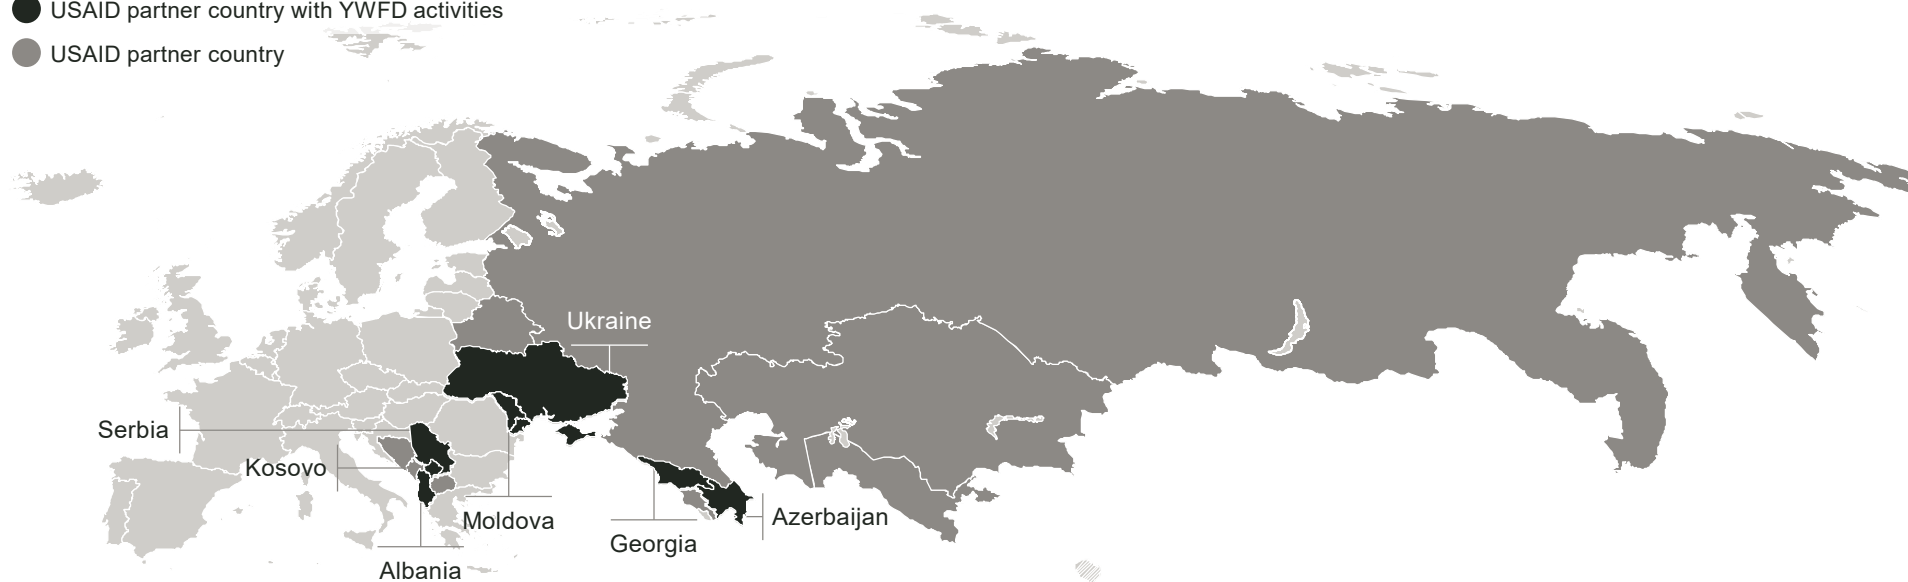 USAID partner country with YWFD activities
USAID partner country
Ukraine
Serbia
Kosovo
Moldova
Azerbaijan
Georgia
Albania